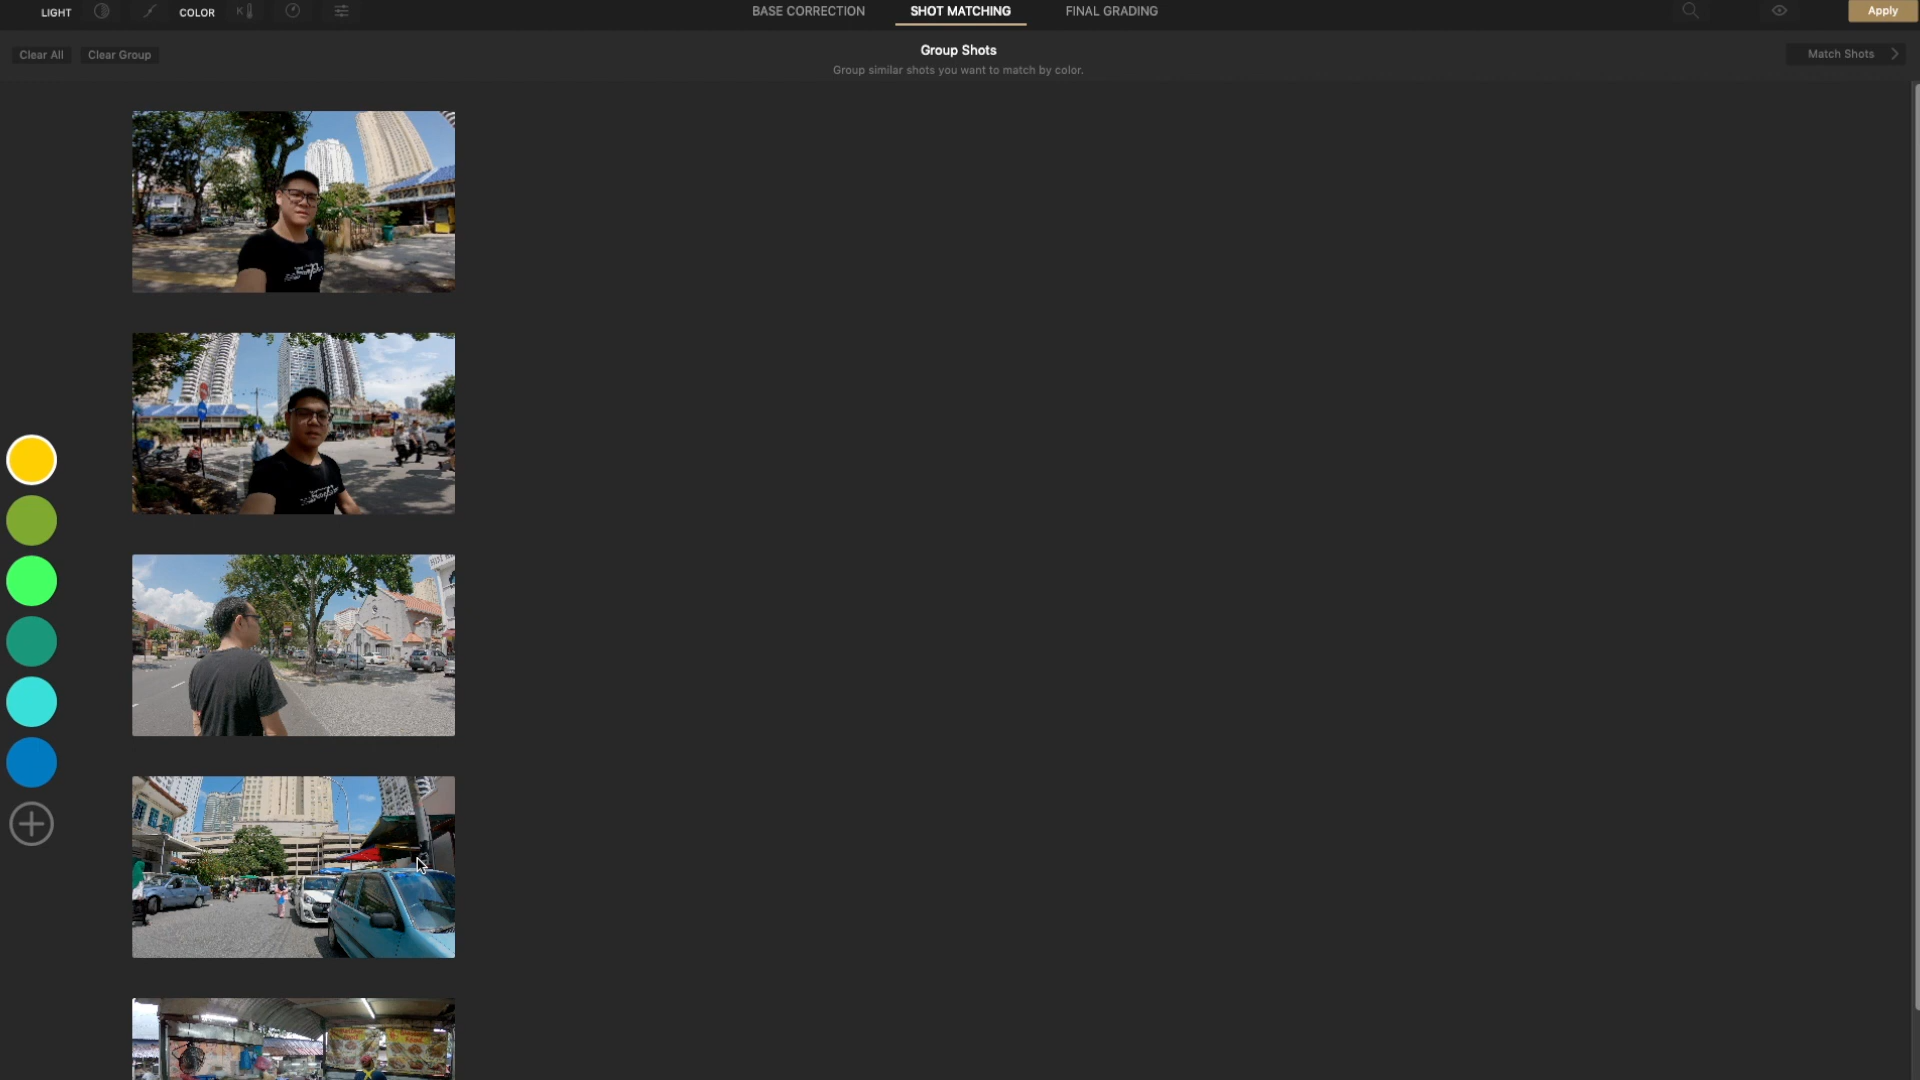 LIGHT COLOR K BASE CORRECTION SHOT MATCHING FINAL GRADING Apply
Clear All Clear Group Group Shots Match Shots
Group similar shots you want to match by color.